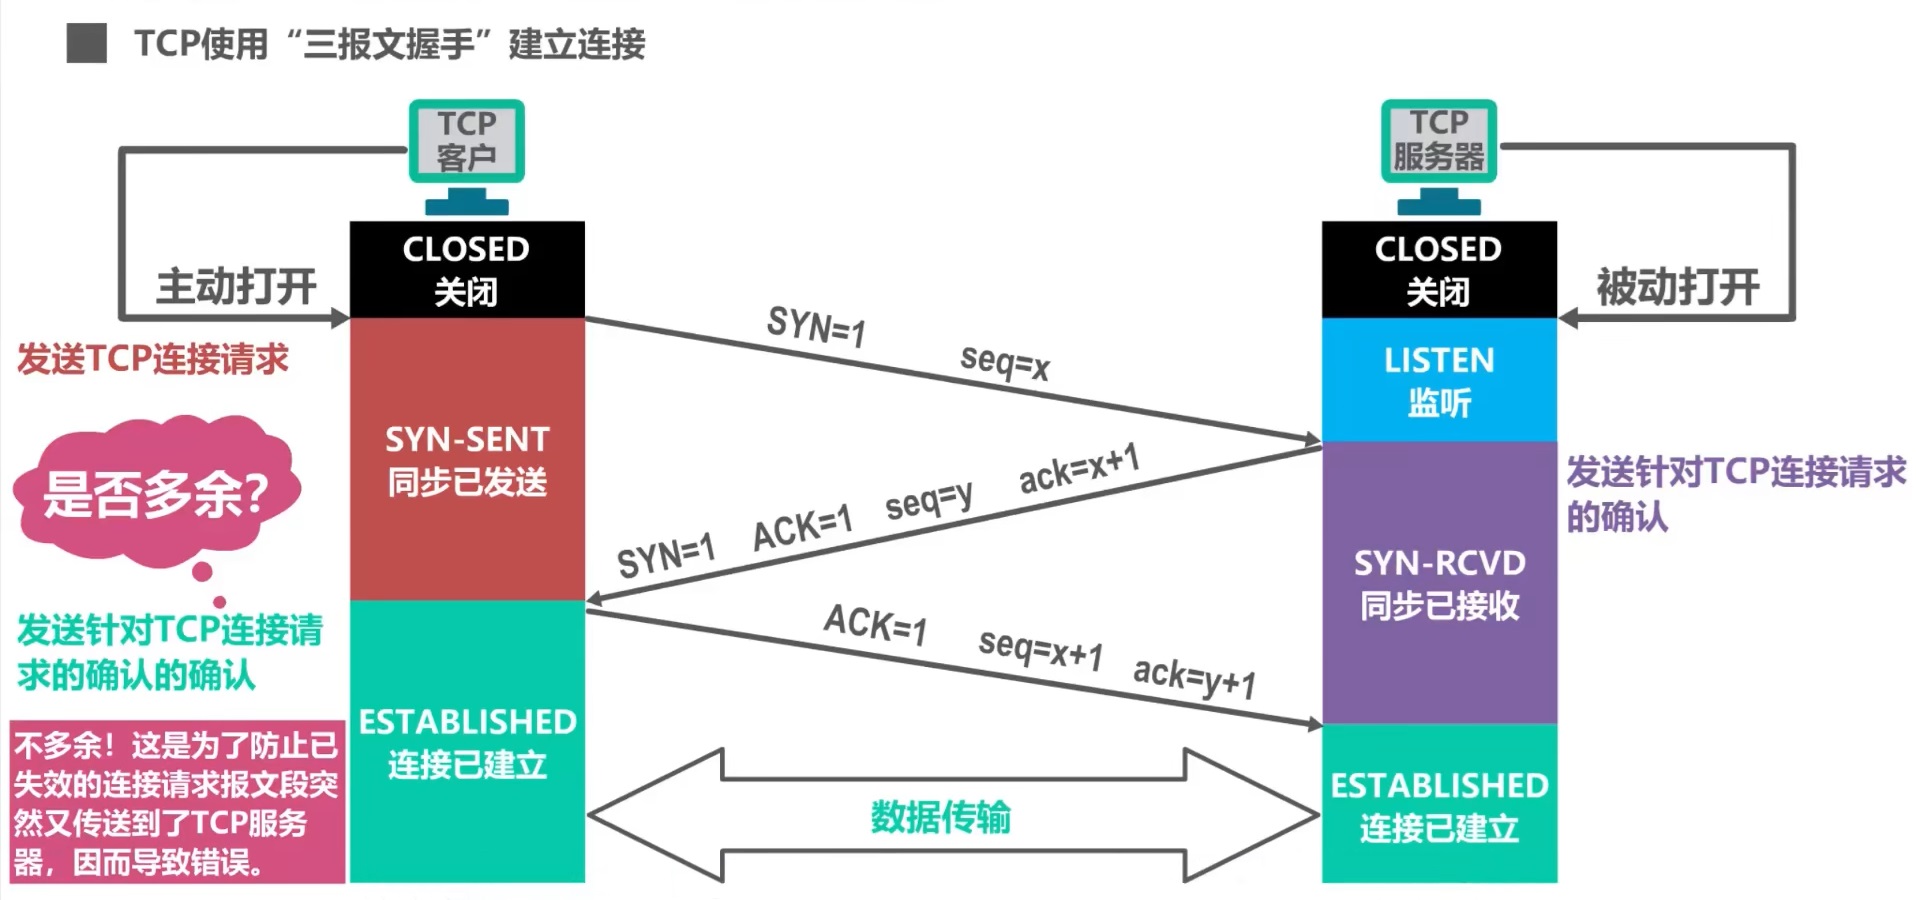 TCP使用“三报文握手”建立连接
TCP
客户
TCP
服务器
CLOSED
关闭
CLOSED
关闭
主动打开
被动打开
发送TCP连接请求
SYN=1 seq=x
LISTEN
监听
SYN-SENT
同步已发送
是否多余?
SYN=1 ACK=1 seq=y ack=x+1
发送针对TCP连接请求
的确认
SYN-RCVD
同步已接收
发送针对TCP连接请
求的确认的确认
ACK=1 seq=x+1 ack=y+1
ESTABLISHED
连接已建立
不多余！这是为了防止已
失效的连接请求报文段突
然又传送到了TCP服务
器，因而导致错误。
数据传输
ESTABLISHED
连接已建立